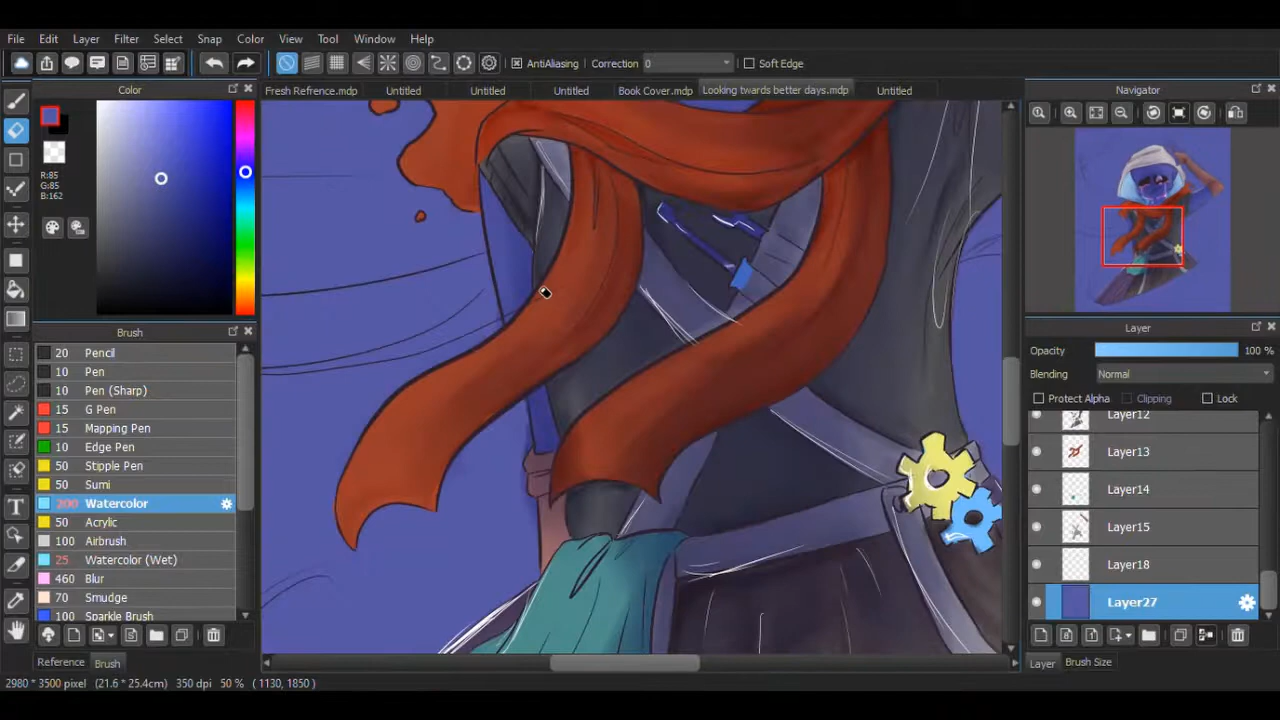 File Edit Layer Filter Select Snap Color View Tool Window Help
AntiAliasing Correction 0 Soft Edge
Color
Fresh Refrence.mdp Untitled Untitled Untitled Book Cover.mdp Looking twards better days.mdp Untitled
Navigator
R:85
G:85
B:162
Brush
20 Pencil
10 Pen
10 Pen (Sharp)
15 G Pen
15 Mapping Pen
10 Edge Pen
50 Stipple Pen
50 Sumi
200 Watercolor
50 Acrylic
100 Airbrush
25 Watercolor (Wet)
460 Blur
70 Smudge
100 Sparkle Brush
Reference Brush
Layer
Opacity 100 %
Blending Normal
Protect Alpha Clipping Lock
Layer12
Layer13
Layer14
Layer15
Layer18
Layer27
Layer Brush Size
2980 * 3500 pixel (21.6 * 25.4cm) 350 dpi 50 % ( 1130, 1850 )